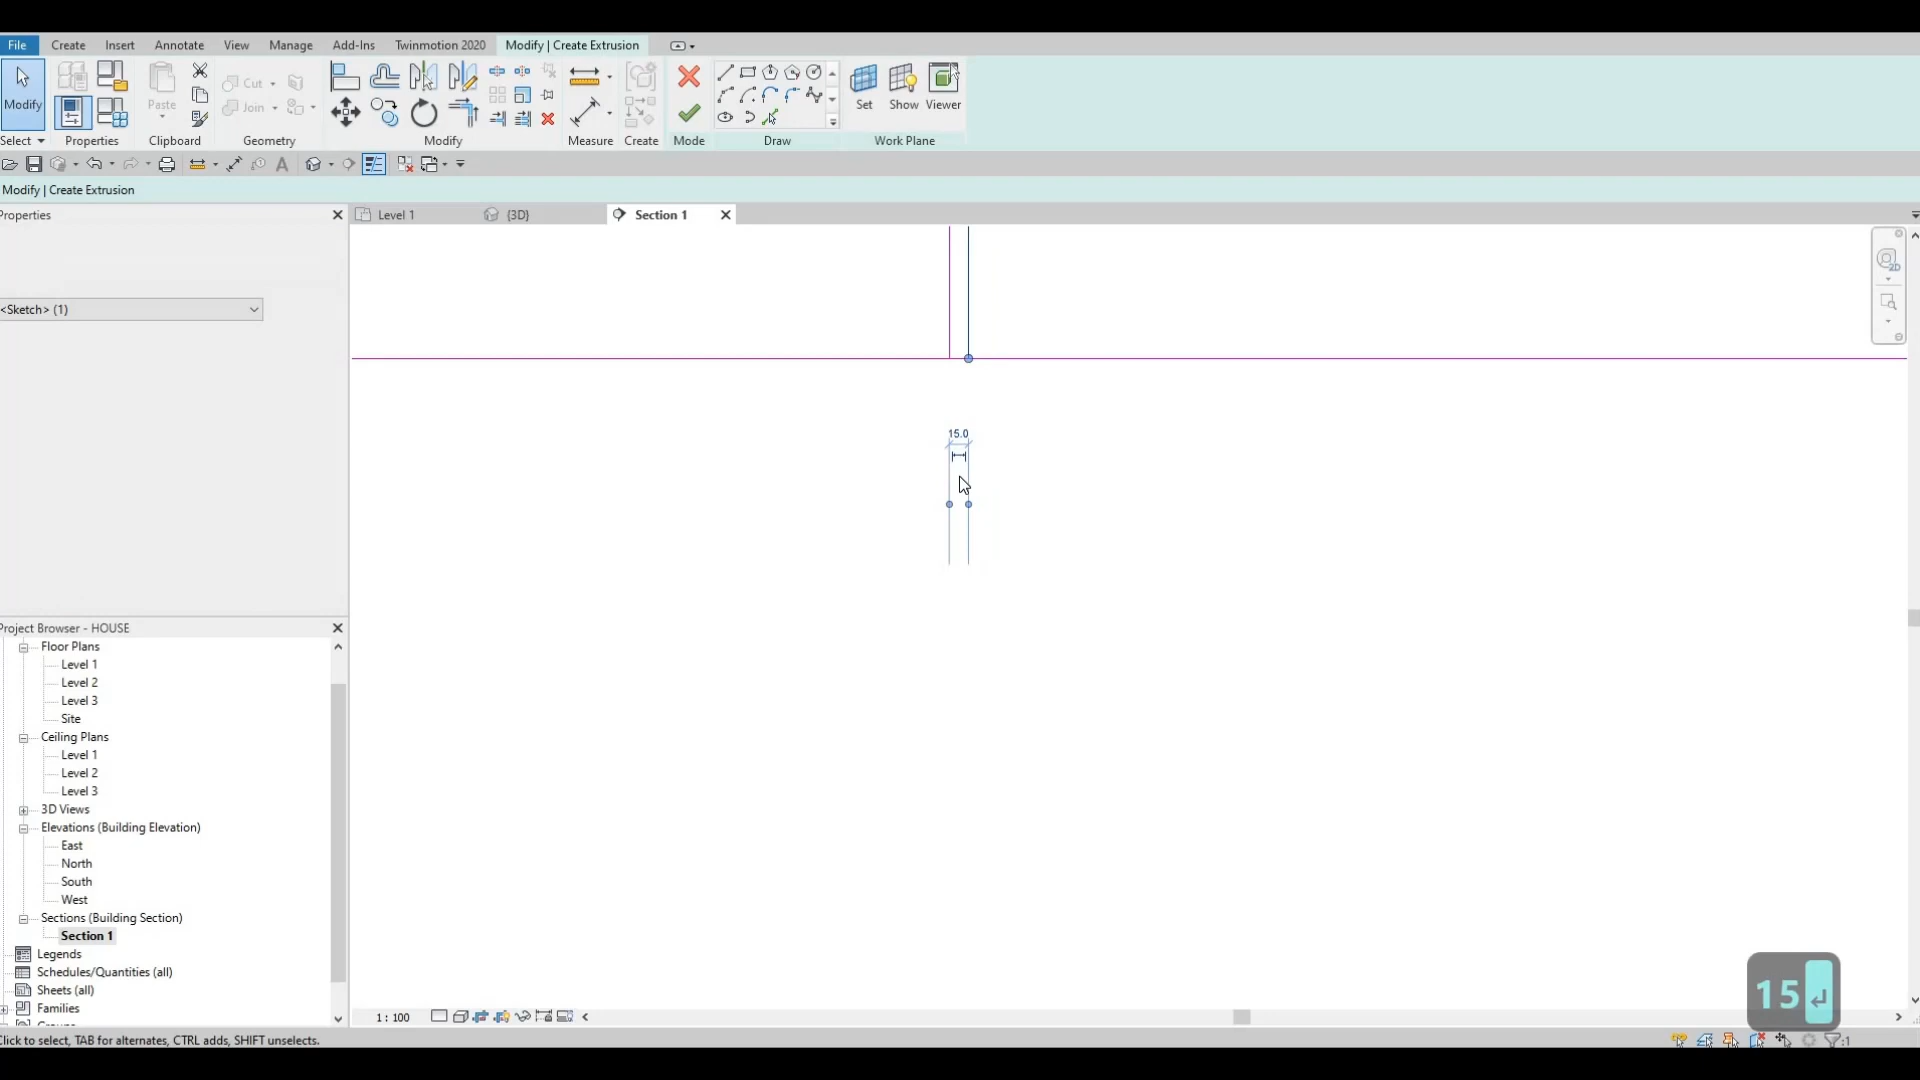 File Create Insert Annotate View Manage Add-Ins Twinmotion 2020 Modify | Create Extrusion
Modify Paste Cut Join Set Show Viewer
Select Properties Clipboard Geometry Modify Measure Create Mode Draw Work Plane
Modify | Create Extrusion
Properties
Level 1 {3D} Section 1
<Sketch> (1)
2D
15.0
Project Browser - HOUSE
Floor Plans
Level 1
Level 2
Level 3
Site
Ceiling Plans
Level 1
Level 2
Level 3
3D Views
Elevations (Building Elevation)
East
North
South
West
Sections (Building Section)
Section 1
Legends
Schedules/Quantities (all)
Sheets (all)
Families
1 : 100
15
Click to select, TAB for alternates, CTRL adds, SHIFT unselects.
:1